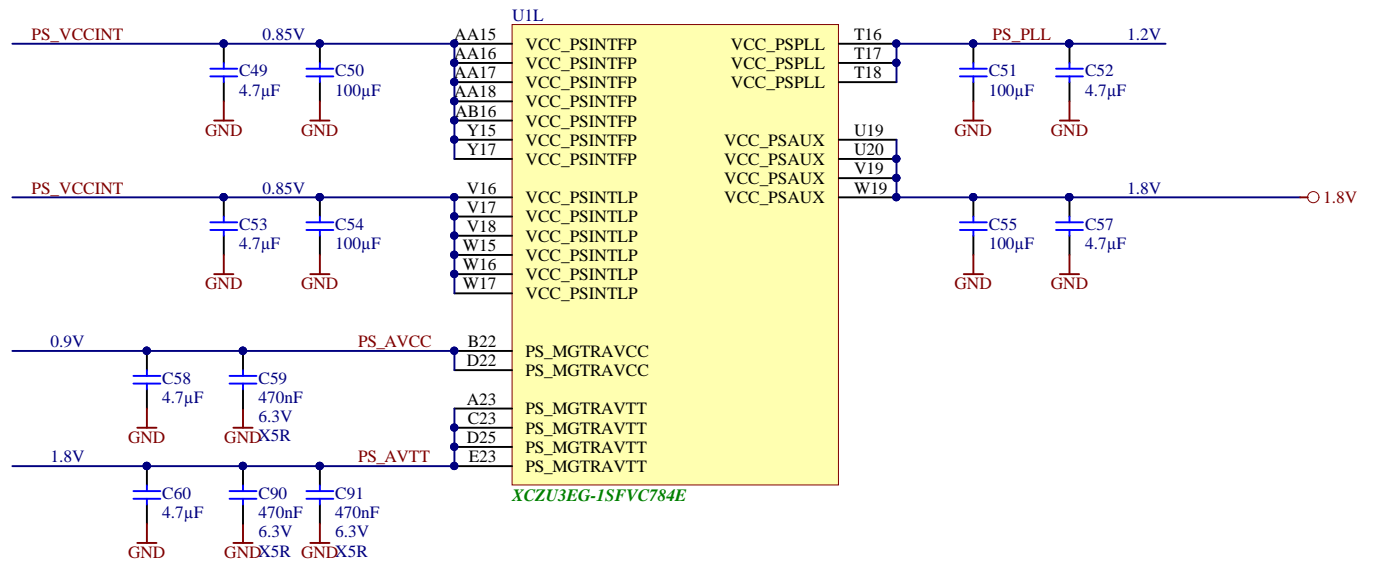 U1L
PS_VCCINT
0.85V
C49
4.7µF
GND
C50
100µF
GND
AA15
AA16
AA17
AA18
AB16
Y15
Y17
VCC_PSINTFP
VCC_PSINTFP
VCC_PSINTFP
VCC_PSINTFP
VCC_PSINTFP
VCC_PSINTFP
VCC_PSINTFP
VCC_PSPLL
VCC_PSPLL
VCC_PSPLL
T16
T17
T18
PS_PLL
1.2V
C51
100µF
GND
C52
4.7µF
GND
VCC_PSAUX
VCC_PSAUX
VCC_PSAUX
VCC_PSAUX
U19
U20
V19
W19
1.8V
1.8V
C55
100µF
GND
C57
4.7µF
GND
PS_VCCINT
0.85V
C53
4.7µF
GND
C54
100µF
GND
V16
V17
V18
W15
W16
W17
VCC_PSINTLP
VCC_PSINTLP
VCC_PSINTLP
VCC_PSINTLP
VCC_PSINTLP
VCC_PSINTLP
0.9V
PS_AVCC
C58
4.7µF
GND
C59
470nF
6.3V
X5R
GND
B22
D22
PS_MGTRAVCC
PS_MGTRAVCC
A23
C23
D25
E23
PS_MGTRAVTT
PS_MGTRAVTT
PS_MGTRAVTT
PS_MGTRAVTT
1.8V
PS_AVTT
C60
4.7µF
GND
C90
470nF
6.3V
X5R
GND
C91
470nF
6.3V
X5R
GND
XCZU3EG-1SFVC784E